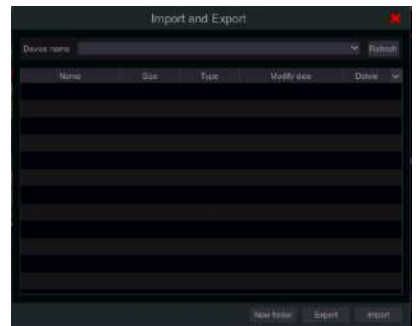 Import and Export
Device name
Refresh
Name Size Type Modify date Delete
New folder Export Import